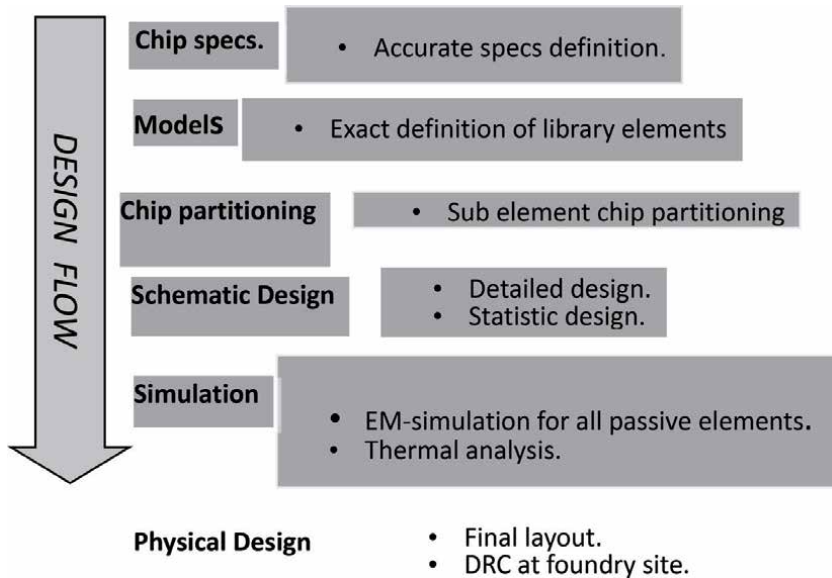 DESIGN FLOW
Chip specs.
• Accurate specs definition.
Models
• Exact definition of library elements
Chip partitioning
• Sub element chip partitioning
Schematic Design
• Detailed design.
• Statistic design.
Simulation
• EM-simulation for all passive elements.
• Thermal analysis.
Physical Design
• Final layout.
• DRC at foundry site.